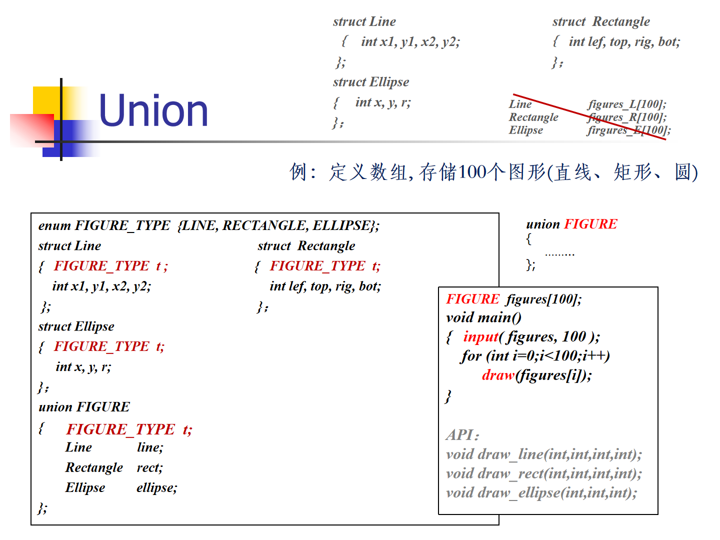 struct Line
{ int x1, y1, x2, y2;
};
struct Ellipse
{ int x, y, r;
};
struct Rectangle
{ int lef, top, rig, bot;
};
Line figures_L[100];
Rectangle figures_R[100];
Ellipse firgures_E[100];
Union
例：定义数组, 存储100个图形(直线、矩形、圆)
enum FIGURE_TYPE {LINE, RECTANGLE, ELLIPSE};
struct Line struct Rectangle
{ FIGURE_TYPE t ; { FIGURE_TYPE t;
int x1, y1, x2, y2; int lef, top, rig, bot;
}; };
struct Ellipse
{ FIGURE_TYPE t;
int x, y, r;
};
union FIGURE
{ FIGURE_TYPE t;
Line line;
Rectangle rect;
Ellipse ellipse;
};
union FIGURE
{
.........
};
FIGURE figures[100];
void main()
{ input( figures, 100 );
for (int i=0;i<100;i++)
draw(figures[i]);
}
API：
void draw_line(int,int,int,int);
void draw_rect(int,int,int,int);
void draw_ellipse(int,int,int);